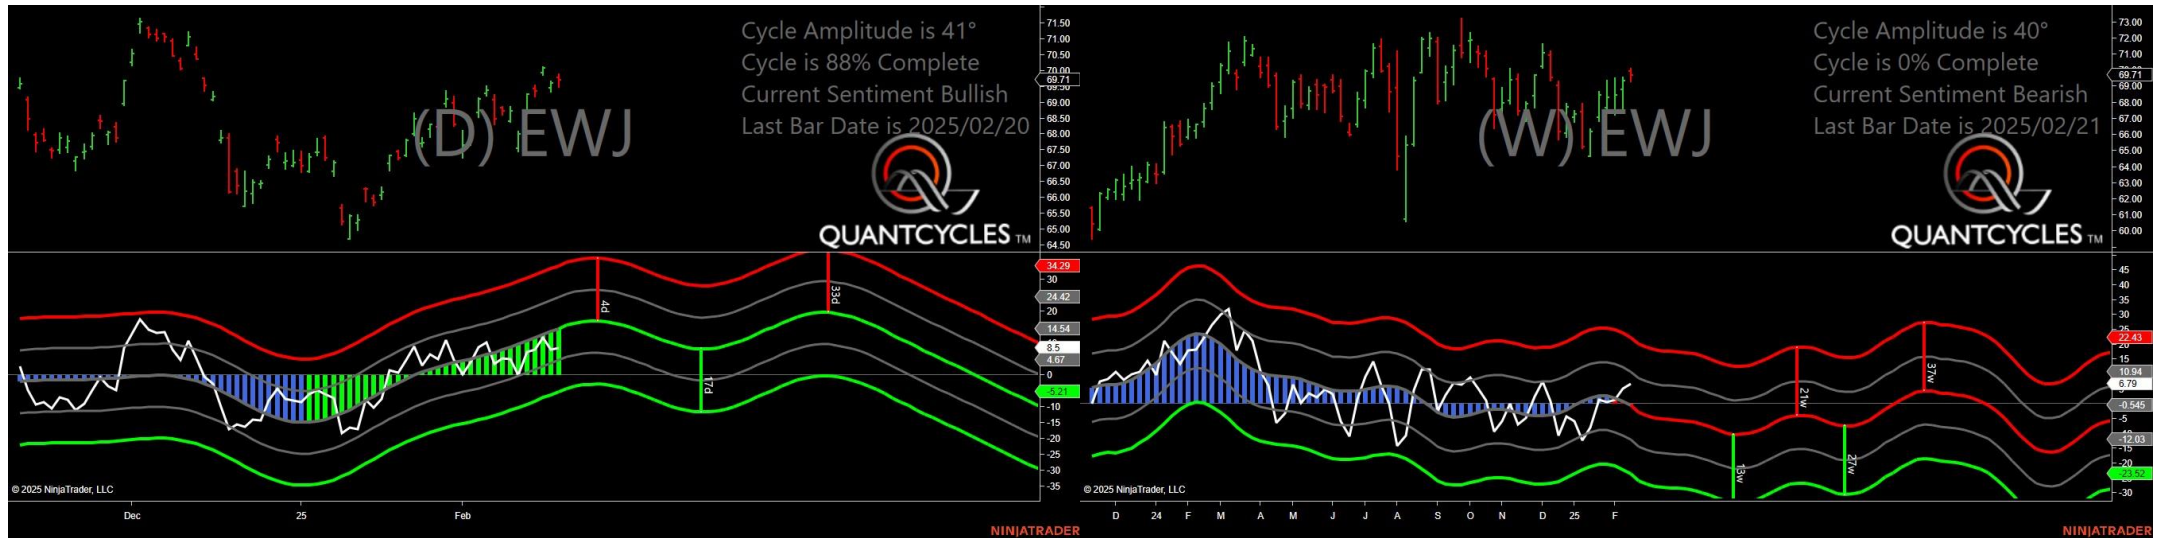 Cycle Amplitude is 41°
Cycle is 88% Complete
Current Sentiment Bullish
Last Bar Date is 2025/02/20
(D) EWJ
QUANTCYCLES TM
71.50
71.00
70.50
70.00
69.71
69.50
69.00
68.50
68.00
67.50
67.00
66.50
66.00
65.50
65.00
64.50
34.29
30
24.42
20
14.54
8.5
4.67
0
-5.21
-10
-15
-20
-25
-30
-35
4d
17d
33d
© 2025 NinjaTrader, LLC
Dec
25
Feb
NINJATRADER
Cycle Amplitude is 40°
Cycle is 0% Complete
Current Sentiment Bearish
Last Bar Date is 2025/02/21
(W) EWJ
QUANTCYCLES TM
73.00
72.00
71.00
69.71
69.00
68.00
67.00
66.00
65.00
64.00
63.00
62.00
61.00
60.00
45
40
35
30
25
22.43
20
15
10.94
6.79
-0.545
-5
-12.03
-15
-20
-23.52
-30
13w
21w
27w
37w
© 2025 NinjaTrader, LLC
D
24
F
M
A
M
J
J
A
S
O
N
D
25
F
NINJATRADER